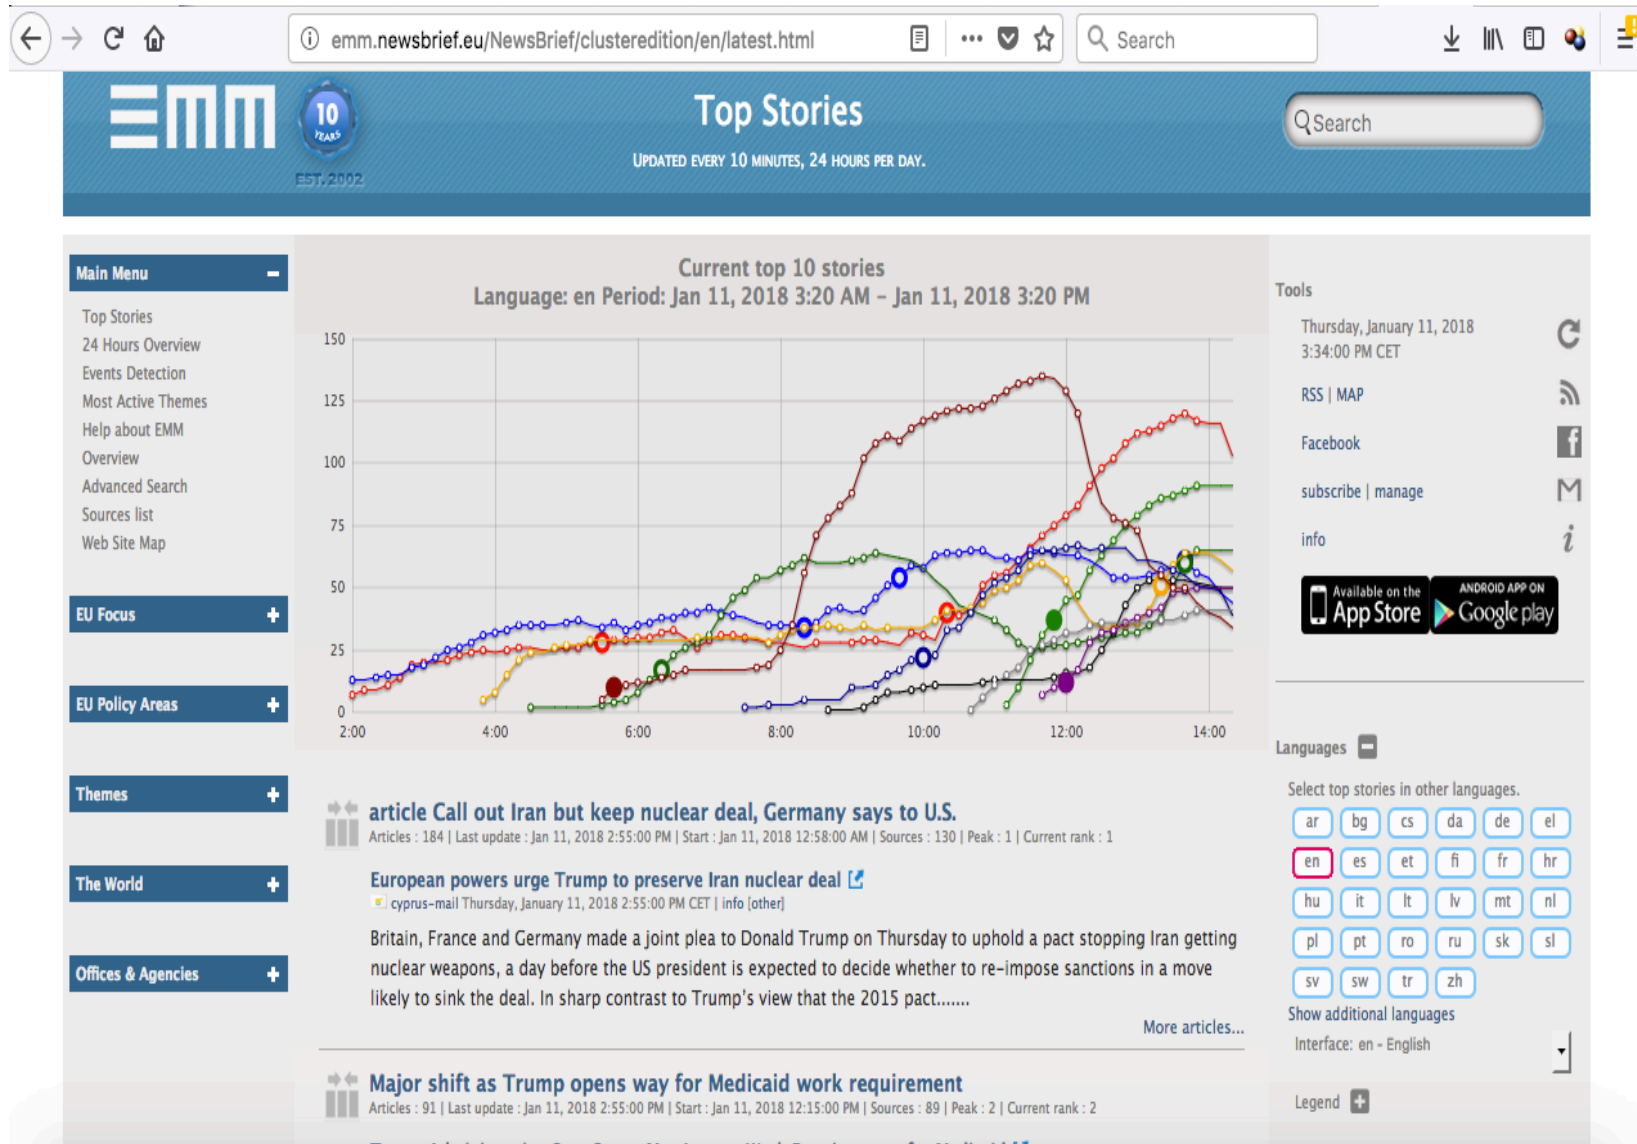 emm.newsbrief.eu/NewsBrief/clusteredition/en/latest.html
Search
EMM
10
YEARS
EST. 2002
Top Stories
UPDATED EVERY 10 MINUTES, 24 HOURS PER DAY.
Search
Main Menu
Top Stories
24 Hours Overview
Events Detection
Most Active Themes
Help about EMM
Overview
Advanced Search
Sources list
Web Site Map
EU Focus
EU Policy Areas
Themes
The World
Offices & Agencies
Current top 10 stories
Language: en Period: Jan 11, 2018 3:20 AM - Jan 11, 2018 3:20 PM
150
125
100
75
50
25
0
2:00 4:00 6:00 8:00 10:00 12:00 14:00
article Call out Iran but keep nuclear deal, Germany says to U.S.
Articles : 184 | Last update : Jan 11, 2018 2:55:00 PM | Start : Jan 11, 2018 12:58:00 AM | Sources : 130 | Peak : 1 | Current rank : 1
European powers urge Trump to preserve Iran nuclear deal
cyprus-mail Thursday, January 11, 2018 2:55:00 PM CET | info [other]
Britain, France and Germany made a joint plea to Donald Trump on Thursday to uphold a pact stopping Iran getting
nuclear weapons, a day before the US president is expected to decide whether to re-impose sanctions in a move
likely to sink the deal. In sharp contrast to Trump's view that the 2015 pact.......
More articles...
Major shift as Trump opens way for Medicaid work requirement
Articles : 91 | Last update : Jan 11, 2018 2:55:00 PM | Start : Jan 11, 2018 12:15:00 PM | Sources : 89 | Peak : 2 | Current rank : 2
Tools
Thursday, January 11, 2018
3:34:00 PM CET
RSS | MAP
Facebook
subscribe | manage
info
Available on the
App Store
ANDROID APP ON
Google play
Languages
Select top stories in other languages.
ar bg cs da de el
en es et fi fr hr
hu it lt lv mt nl
pl pt ro ru sk sl
sv sw tr zh
Show additional languages
Interface: en - English
Legend